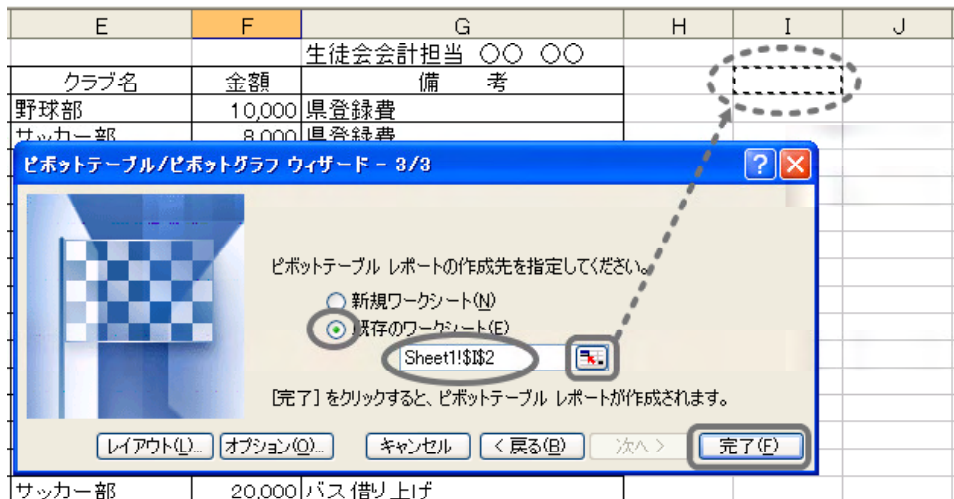 E F G H I J
生徒会会計担当 ○○ ○○
クラブ名 金額 備 考
野球部 10,000 県登録費
サッカー部 8,000 県登録費
ピボットテーブル/ピボットグラフ ウィザード - 3/3
ピボットテーブル レポートの作成先を指定してください。
新規ワークシート(N)
既存のワークシート(E)
Sheet1!$I$2
[完了] をクリックすると、ピボットテーブル レポートが作成されます。
レイアウト(L)... オプション(O)... キャンセル < 戻る(B) 次へ > 完了(F)
サッカー部 20,000 バス借り上げ